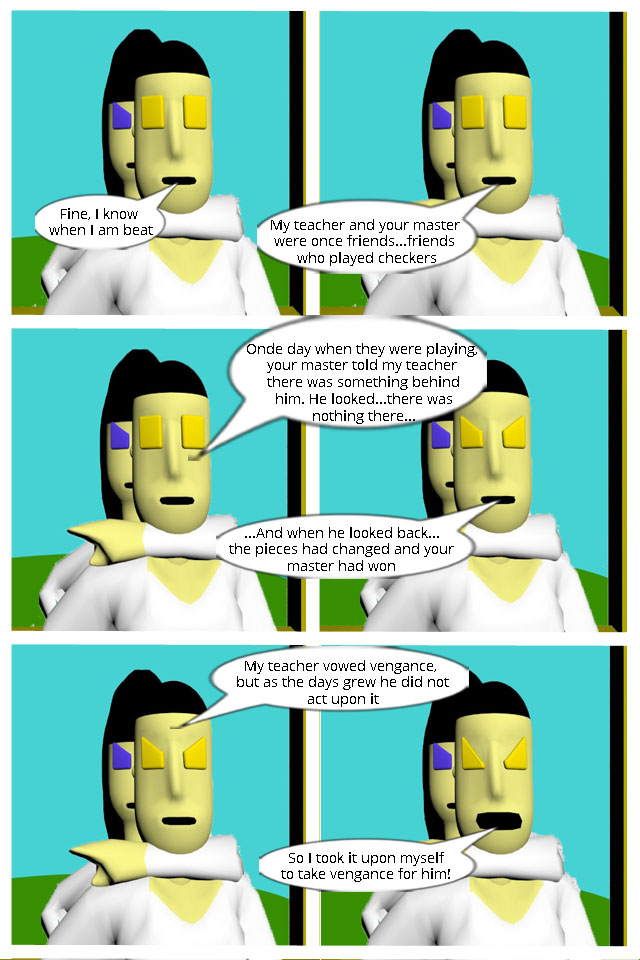 Fine, I know
when I am beat
My teacher and your master
were once friends...friends
who played checkers
Onde day when they were playing,
your master told my teacher
there was something behind
him. He looked...there was
nothing there...
...And when he looked back...
the pieces had changed and your
master had won
My teacher vowed vengance,
but as the days grew he did not
act upon it
So I took it upon myself
to take vengance for him!